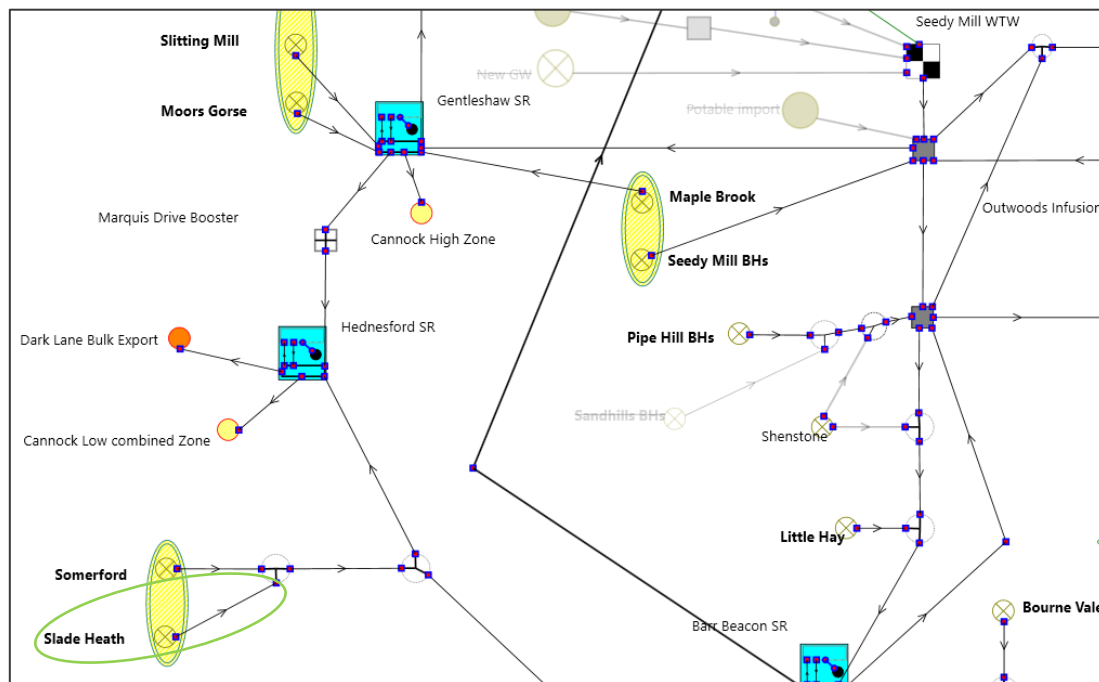 Seedy Mill WTW
Slitting Mill
New GW
Gentleshaw SR
Moors Gorse
Potable import
Maple Brook
Marquis Drive Booster
Cannock High Zone
Outwoods Infusion
Seedy Mill BHs
Hednesford SR
Dark Lane Bulk Export
Pipe Hill BHs
Sandhills BHs
Cannock Low combined Zone
Shenstone
Little Hay
Somerford
Bourne Vale
Slade Heath
Barr Beacon SR